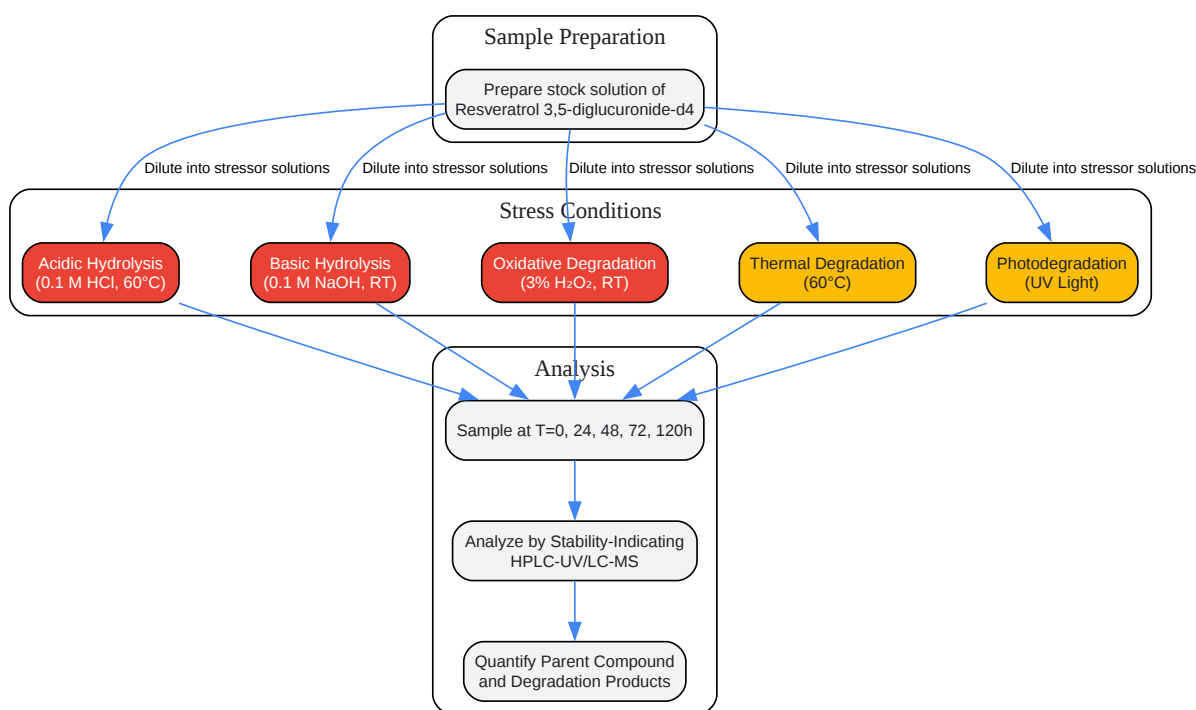 Sample Preparation
Prepare stock solution of
Resveratrol 3,5-diglucuronide-d4
Dilute into stressor solutions
Dilute into stressor solutions
Dilute into stressor solutions
Dilute into stressor solutions
Dilute into stressor solutions
Stress Conditions
Acidic Hydrolysis
(0.1 M HCl, 60°C)
Basic Hydrolysis
(0.1 M NaOH, RT)
Oxidative Degradation
(3% H₂O₂, RT)
Thermal Degradation
(60°C)
Photodegradation
(UV Light)
Analysis
Sample at T=0, 24, 48, 72, 120h
Analyze by Stability-Indicating
HPLC-UV/LC-MS
Quantify Parent Compound
and Degradation Products